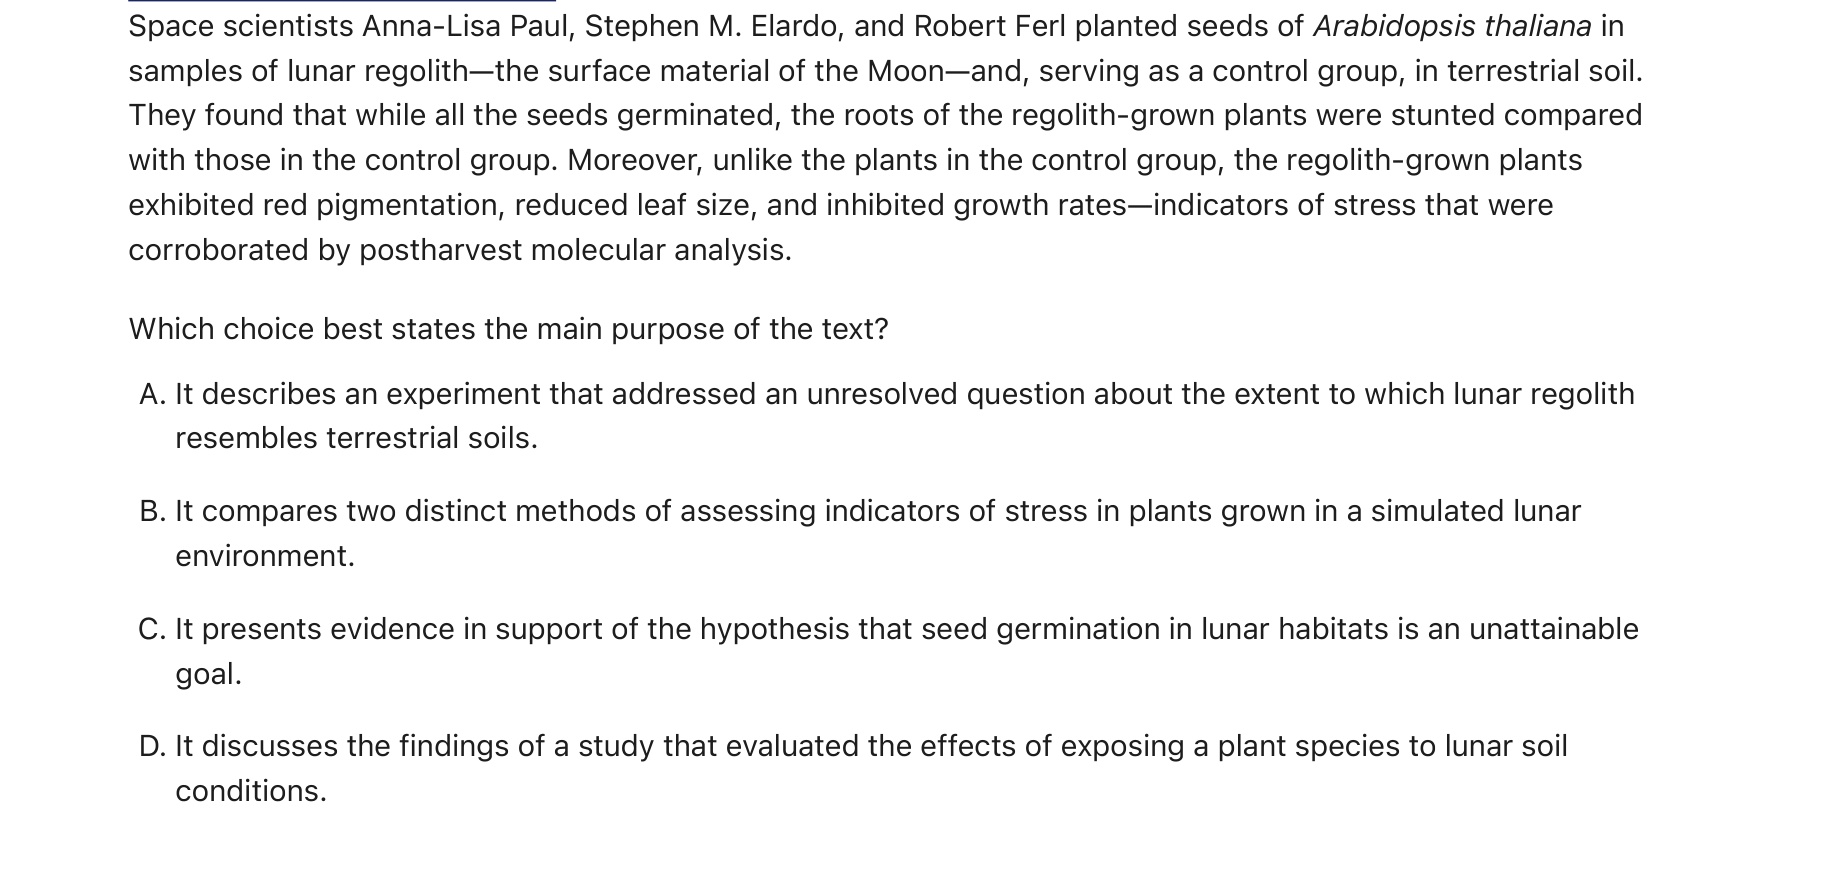 Space scientists Anna-Lisa Paul, Stephen M. Elardo, and Robert Ferl planted seeds of Arabidopsis thaliana in
samples of lunar regolith—the surface material of the Moon—and, serving as a control group, in terrestrial soil.
They found that while all the seeds germinated, the roots of the regolith-grown plants were stunted compared
with those in the control group. Moreover, unlike the plants in the control group, the regolith-grown plants
exhibited red pigmentation, reduced leaf size, and inhibited growth rates—indicators of stress that were
corroborated by postharvest molecular analysis.
Which choice best states the main purpose of the text?
A. It describes an experiment that addressed an unresolved question about the extent to which lunar regolith
resembles terrestrial soils.
B. It compares two distinct methods of assessing indicators of stress in plants grown in a simulated lunar
environment.
C. It presents evidence in support of the hypothesis that seed germination in lunar habitats is an unattainable
goal.
D. It discusses the findings of a study that evaluated the effects of exposing a plant species to lunar soil
conditions.